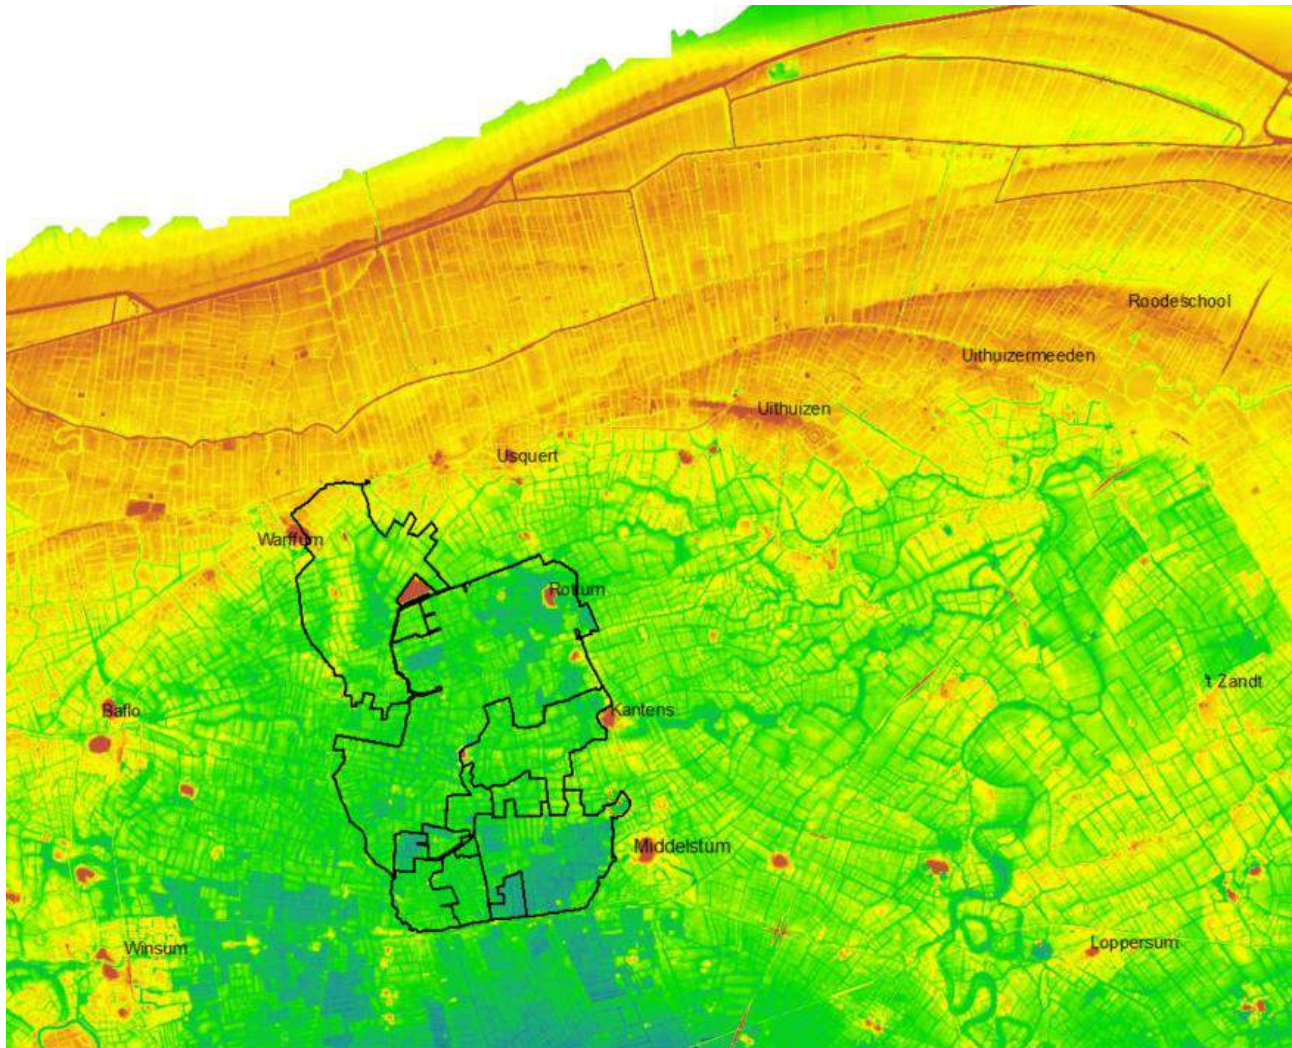 Roodeschool
Uithuizermeeden
Uithuizen
Usquert
Warffum
Rottum
't Zandt
Baflo
Kantens
Middelstum
Winsum
Loppersum